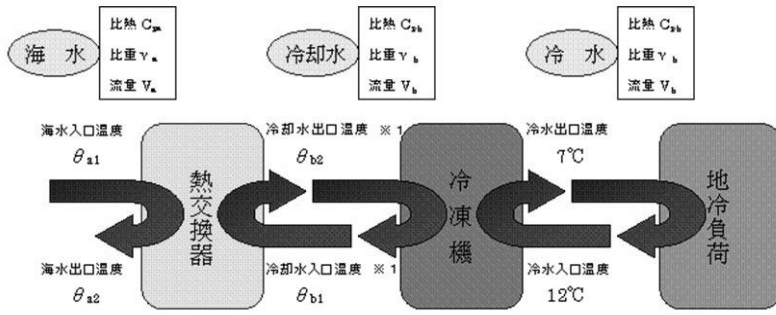 海 水
比熱 Cpa
比重 γa
流量 Va
冷却水
比熱 Cpb
比重 γb
流量 Vb
冷 水
比熱 Cpb
比重 γb
流量 Vb
海水入口温度
θa1
熱交換器
冷却水出口温度 ※1
θb2
冷凍機
冷水出口温度
7℃
地冷負荷
海水出口温度
θa2
冷却水入口温度 ※1
θb1
冷水入口温度
12℃